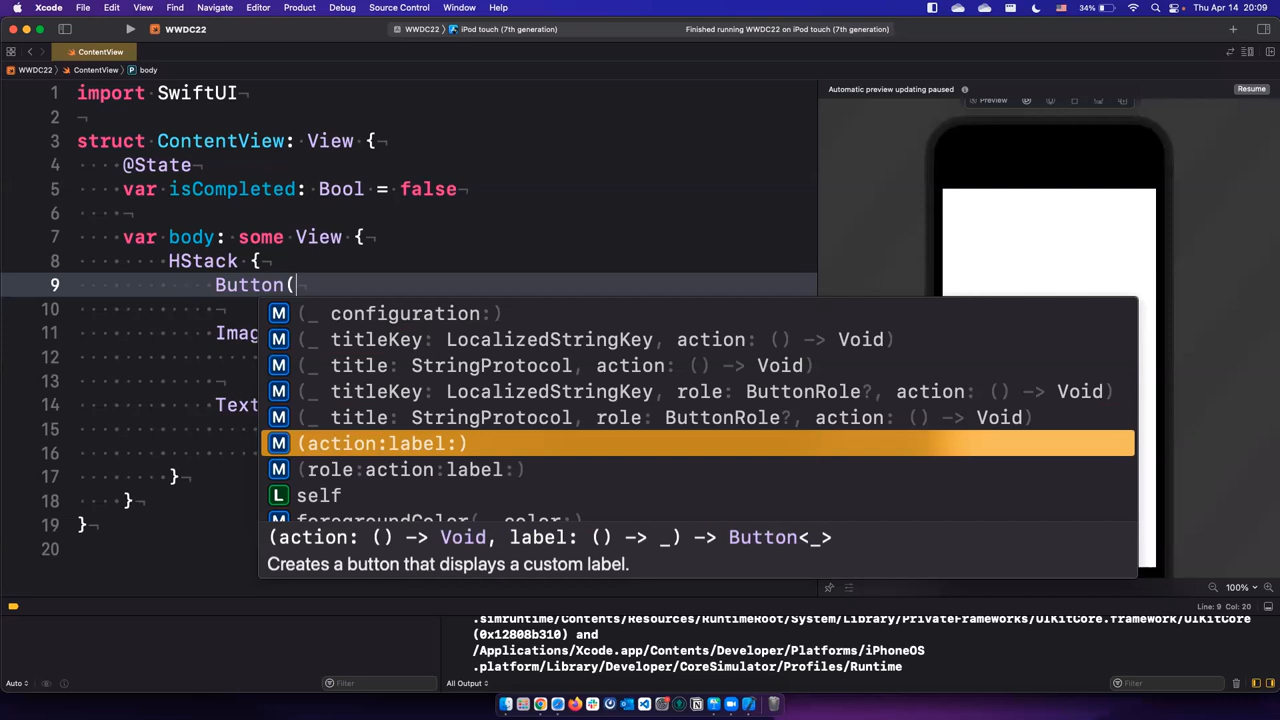 Xcode File Edit View Find Navigate Editor Product Debug Source Control Window Help 34% Thu Apr 14 20:09
WWDC22 WWDC22 〉 iPod touch (7th generation) Finished running WWDC22 on iPod touch (7th generation)
ContentView
WWDC22 〉 ContentView 〉 P body
Automatic preview updating paused Resume
Preview
1 import SwiftUI
2
3 struct ContentView: View {
4 @State
5 var isCompleted: Bool = false
6
7 var body: some View {
8 HStack {
9 Button(
10
11 Imag
12
13
14 Text
15
16
17 }
18 }
19 }
20
M (_ configuration:)
M (_ titleKey: LocalizedStringKey, action: () -> Void)
M (_ title: StringProtocol, action: () -> Void)
M (_ titleKey: LocalizedStringKey, role: ButtonRole?, action: () -> Void)
M (_ title: StringProtocol, role: ButtonRole?, action: () -> Void)
M (action:label:)
M (role:action:label:)
L self
M foregroundColor(_ color:)
(action: () -> Void, label: () -> _) -> Button<_>
Creates a button that displays a custom label.
100%
Line: 9 Col: 20
.simruntime/Contents/Resources/RuntimeRoot/System/Library/PrivateFrameworks/UIKitCore.framework/UIKitCore
(0x12808b310) and
/Applications/Xcode.app/Contents/Developer/Platforms/iPhoneOS
.platform/Library/Developer/CoreSimulator/Profiles/Runtime
Auto Filter All Output Filter